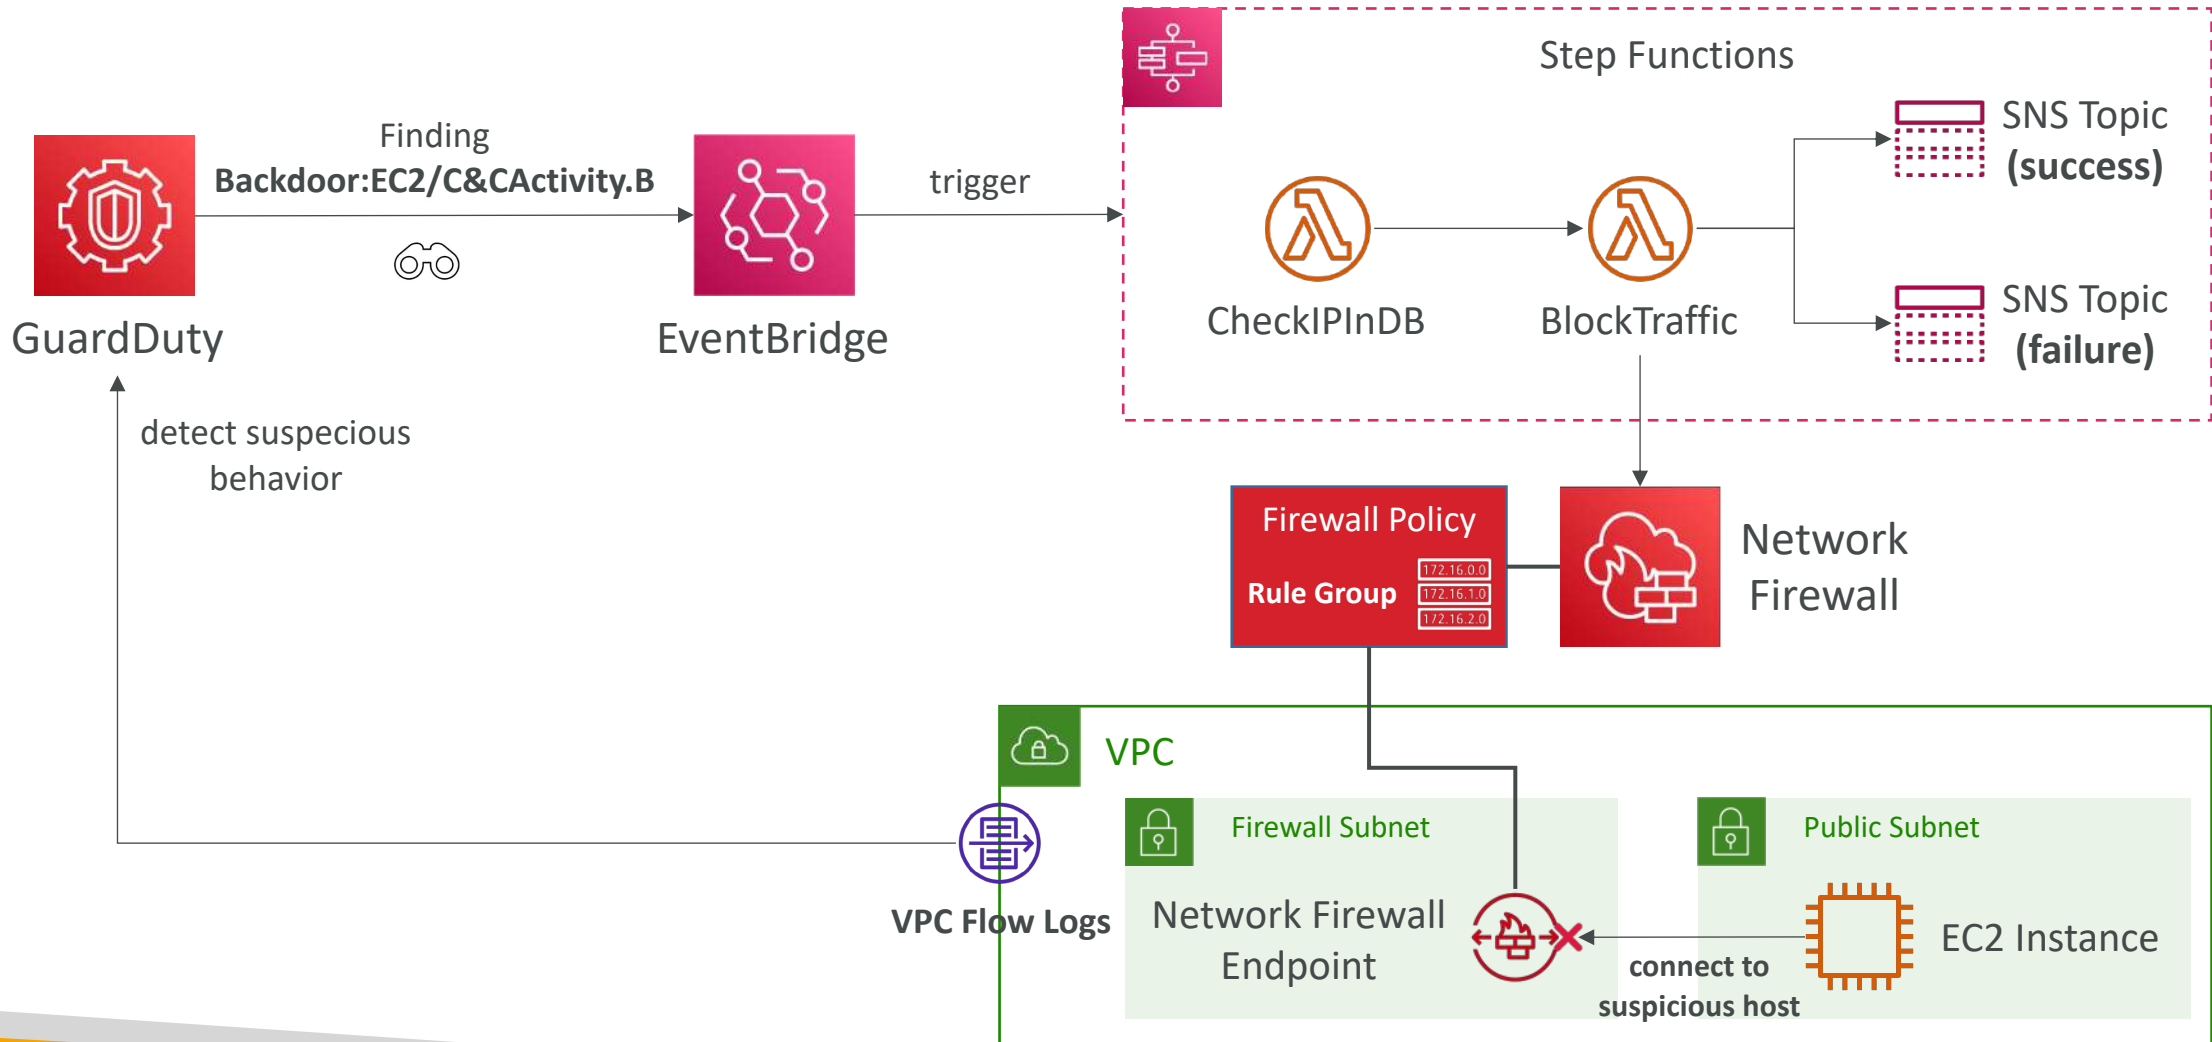 Step Functions
Finding
Backdoor:EC2/C&CActivity.B
trigger
SNS Topic
(success)
GuardDuty
EventBridge
CheckIPInDB
BlockTraffic
SNS Topic
(failure)
detect suspecious
behavior
Firewall Policy
Rule Group
172.16.0.0
172.16.1.0
172.16.2.0
Network
Firewall
VPC
Firewall Subnet
Public Subnet
VPC Flow Logs
Network Firewall
Endpoint
connect to
suspicious host
EC2 Instance